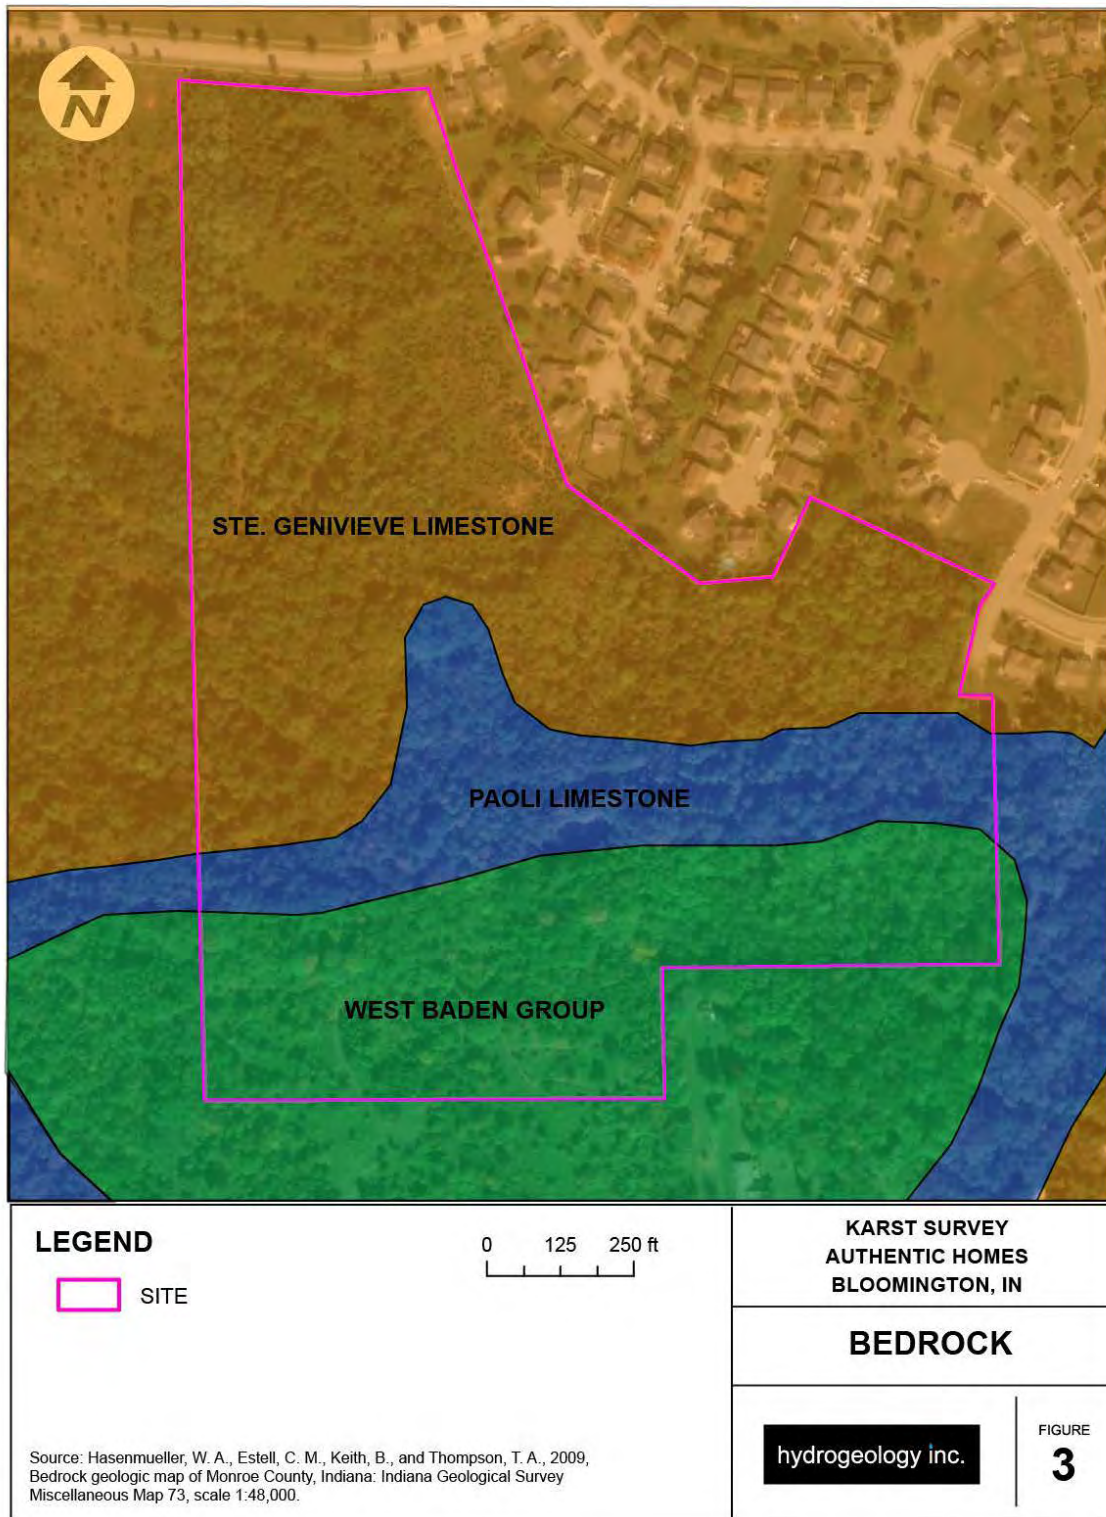 N
STE. GENIVIEVE LIMESTONE
PAOLI LIMESTONE
WEST BADEN GROUP
LEGEND
SITE
0 125 250 ft
KARST SURVEY
AUTHENTIC HOMES
BLOOMINGTON, IN
BEDROCK
Source: Hasenmueller, W. A., Estell, C. M., Keith, B., and Thompson, T. A., 2009,
Bedrock geologic map of Monroe County, Indiana: Indiana Geological Survey
Miscellaneous Map 73, scale 1:48,000.
hydrogeology inc.
FIGURE
3